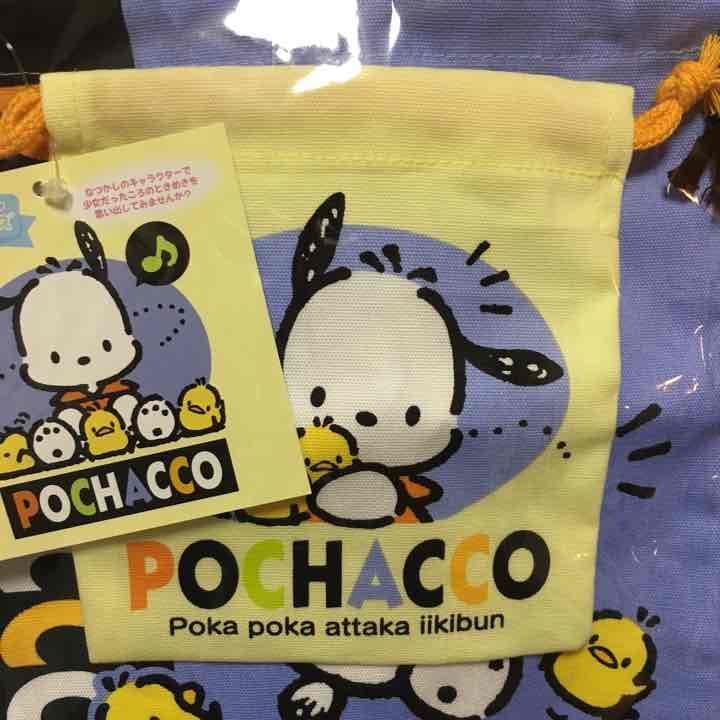 なつかしのキャラクターで
少女だったころのときめきを
思い出してみませんか?
POCHACCO
POCHACCO
Poka poka attaka iikibun